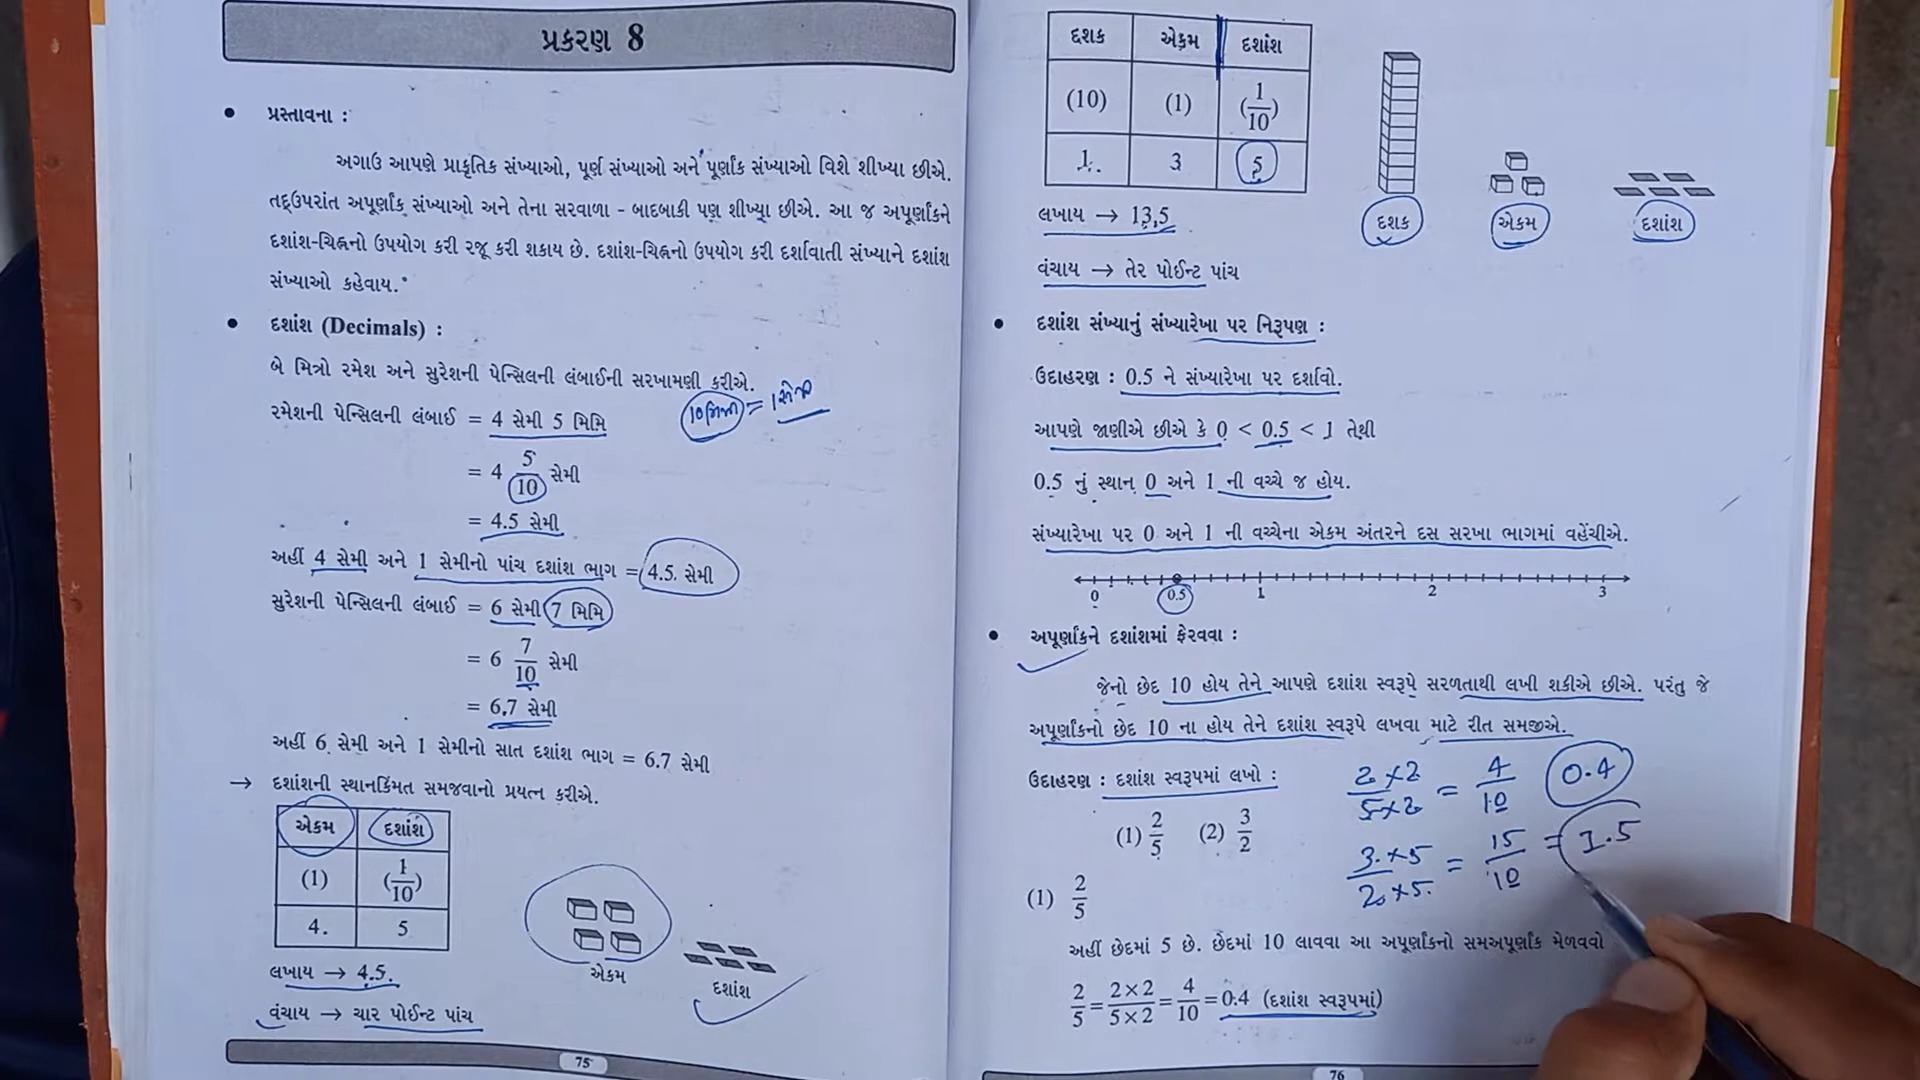 પ્રકરણ 8
• પ્રસ્તાવના :
અગાઉ આપણે પ્રાકૃતિક સંખ્યાઓ, પૂર્ણ સંખ્યાઓ અને પૂર્ણાંક સંખ્યાઓ વિશે શીખ્યા છીએ.
તદ્ઉપરાંત અપૂર્ણાંક સંખ્યાઓ અને તેના સરવાળા - બાદબાકી પણ શીખ્યા છીએ. આ જ અપૂર્ણાંકને
દશાંશ-ચિહ્નનો ઉપયોગ કરી રજૂ કરી શકાય છે. દશાંશ-ચિહ્નનો ઉપયોગ કરી દર્શાવાતી સંખ્યાને દશાંશ
સંખ્યાઓ કહેવાય.
• દશાંશ (Decimals) :
બે મિત્રો રમેશ અને સુરેશની પેન્સિલની લંબાઈની સરખામણી કરીએ.
રમેશની પેન્સિલની લંબાઈ = 4 સેમી 5 મિમિ
10મિમી = 1સેમી
= 4 5/10 સેમી
= 4.5 સેમી
અહીં 4 સેમી અને 1 સેમીનો પાંચ દશાંશ ભાગ = 4.5 સેમી
સુરેશની પેન્સિલની લંબાઈ = 6 સેમી 7 મિમિ
= 6 7/10 સેમી
= 6.7 સેમી
અહીં 6 સેમી અને 1 સેમીનો સાત દશાંશ ભાગ = 6.7 સેમી
→ દશાંશની સ્થાનકિંમત સમજવાનો પ્રયત્ન કરીએ.
એકમ દશાંશ
(1) (1/10)
4 5
એકમ
દશાંશ
લખાય → 4.5
વંચાય → ચાર પોઈન્ટ પાંચ
75
દશક એકમ દશાંશ
(10) (1) (1/10)
1 3 5
દશક એકમ દશાંશ
લખાય → 13.5
વંચાય → તેર પોઈન્ટ પાંચ
• દશાંશ સંખ્યાનું સંખ્યારેખા પર નિરૂપણ :
ઉદાહરણ : 0.5 ને સંખ્યારેખા પર દર્શાવો.
આપણે જાણીએ છીએ કે 0 < 0.5 < 1 તેથી
0.5 નું સ્થાન 0 અને 1 ની વચ્ચે જ હોય.
સંખ્યારેખા પર 0 અને 1 ની વચ્ચેના એકમ અંતરને દસ સરખા ભાગમાં વહેંચીએ.
0 0.5 1 2 3
• અપૂર્ણાંકને દશાંશમાં ફેરવવા :
જેનો છેદ 10 હોય તેને આપણે દશાંશ સ્વરૂપે સરળતાથી લખી શકીએ છીએ. પરંતુ જે
અપૂર્ણાંકનો છેદ 10 ના હોય તેને દશાંશ સ્વરૂપે લખવા માટે રીત સમજીએ.
ઉદાહરણ : દશાંશ સ્વરૂપમાં લખો :
2×2/5×2 = 4/10 0.4
(1) 2/5 (2) 3/2
3×5/2×5 = 15/10 = 1.5
(1) 2/5
અહીં છેદમાં 5 છે. છેદમાં 10 લાવવા આ અપૂર્ણાંકનો સમઅપૂર્ણાંક મેળવવો
2/5 = 2×2/5×2 = 4/10 = 0.4 (દશાંશ સ્વરૂપમાં)
76